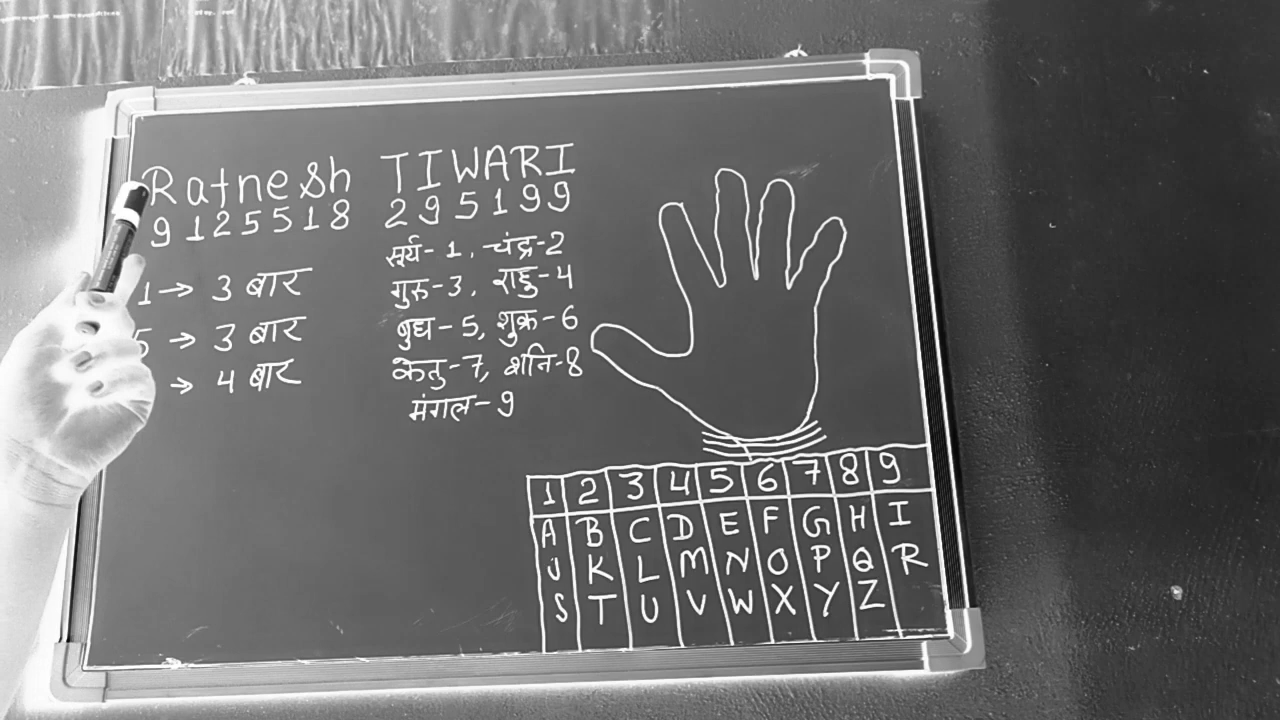 Ratnesh TIWARI
9125518 295199
सूर्य- 1, चंद्र-2
गुरु-3, राहु-4
बुध-5, शुक्र-6
केतु-7, शनि-8
मंगल-9
1→ 3 बार
5 → 3 बार
→ 4 बार
1 2 3 4 5 6 7 8 9
A B C D E F G H I
J K L M N O P Q R
S T U V W X Y Z